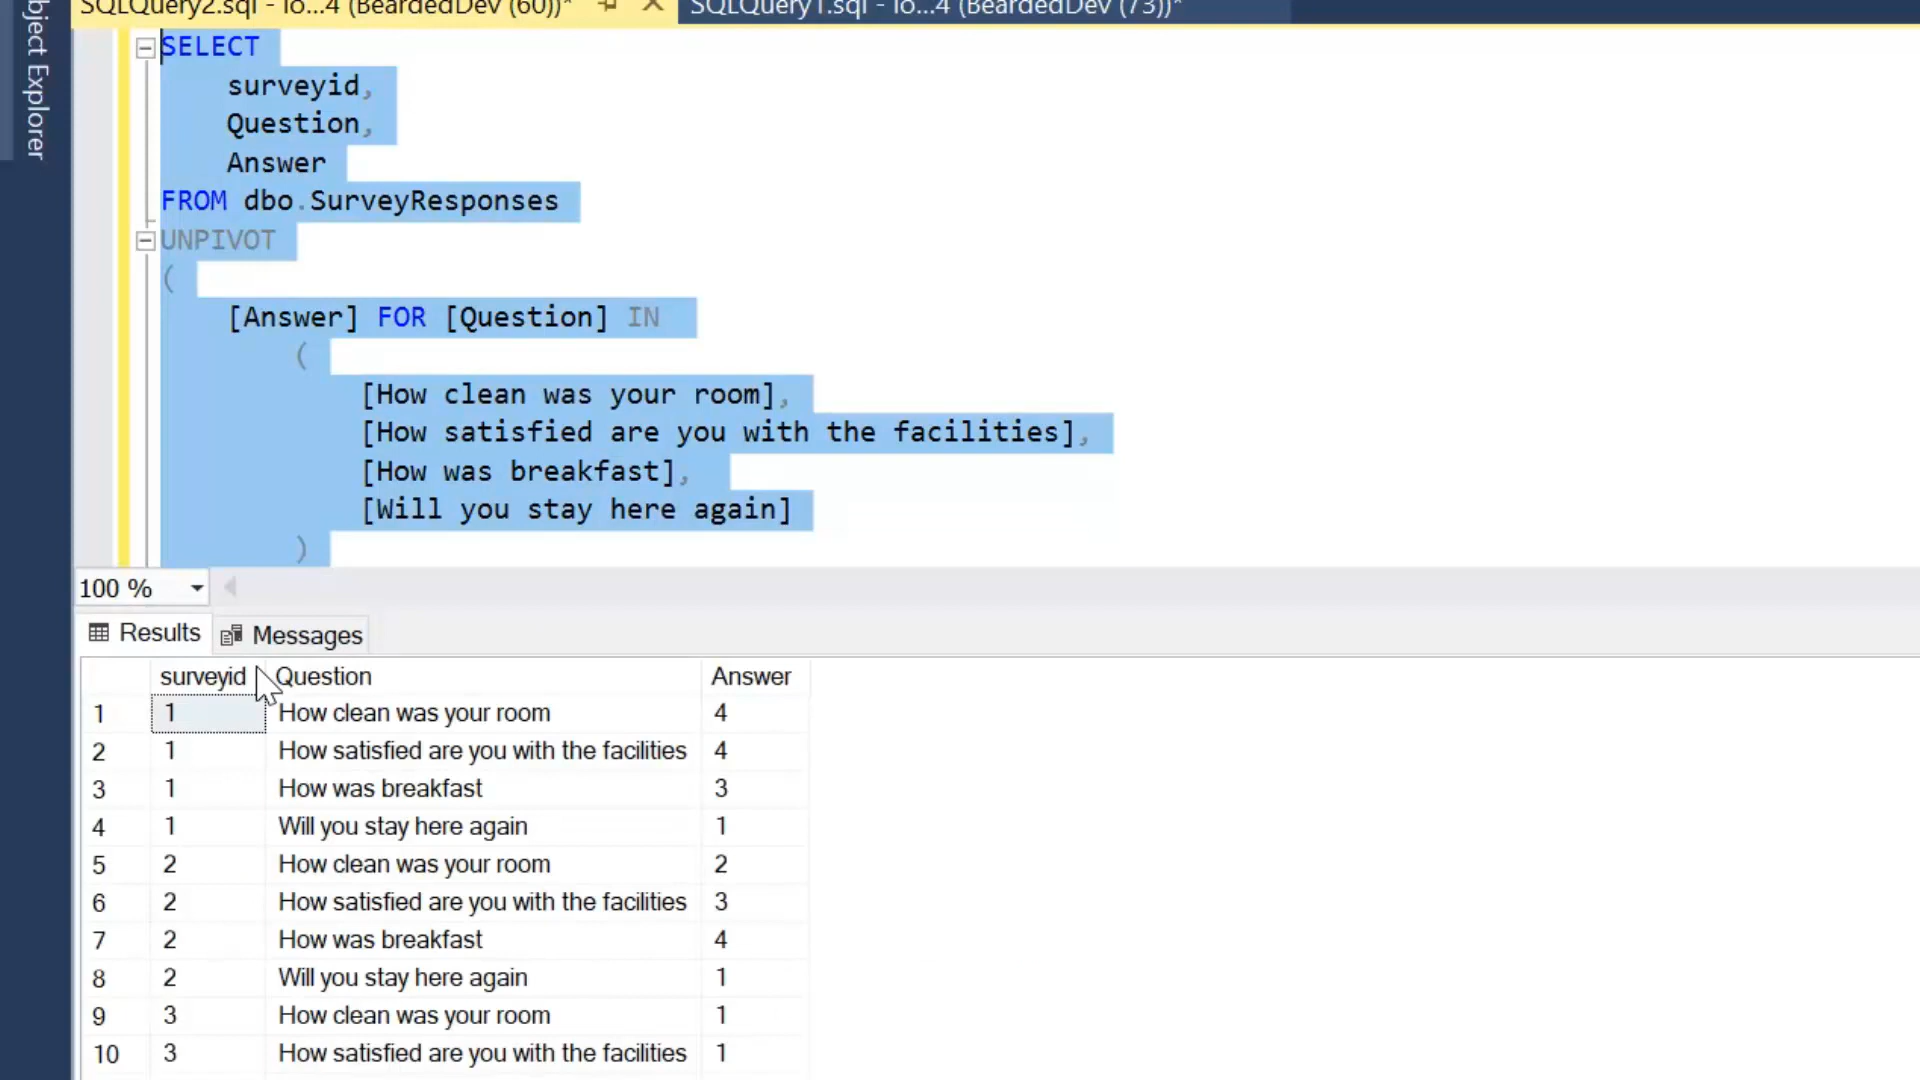 SQLQuery2.sql - lo...4 (BeardedDev (60))*
SQLQuery1.sql - lo...4 (BeardedDev (73))*
bject Explorer
SELECT
surveyid,
Question,
Answer
FROM dbo.SurveyResponses
UNPIVOT
(
[Answer] FOR [Question] IN
(
[How clean was your room],
[How satisfied are you with the facilities],
[How was breakfast],
[Will you stay here again]
)
100 %
Results Messages
surveyid Question Answer
1 1 How clean was your room 4
2 1 How satisfied are you with the facilities 4
3 1 How was breakfast 3
4 1 Will you stay here again 1
5 2 How clean was your room 2
6 2 How satisfied are you with the facilities 3
7 2 How was breakfast 4
8 2 Will you stay here again 1
9 3 How clean was your room 1
10 3 How satisfied are you with the facilities 1